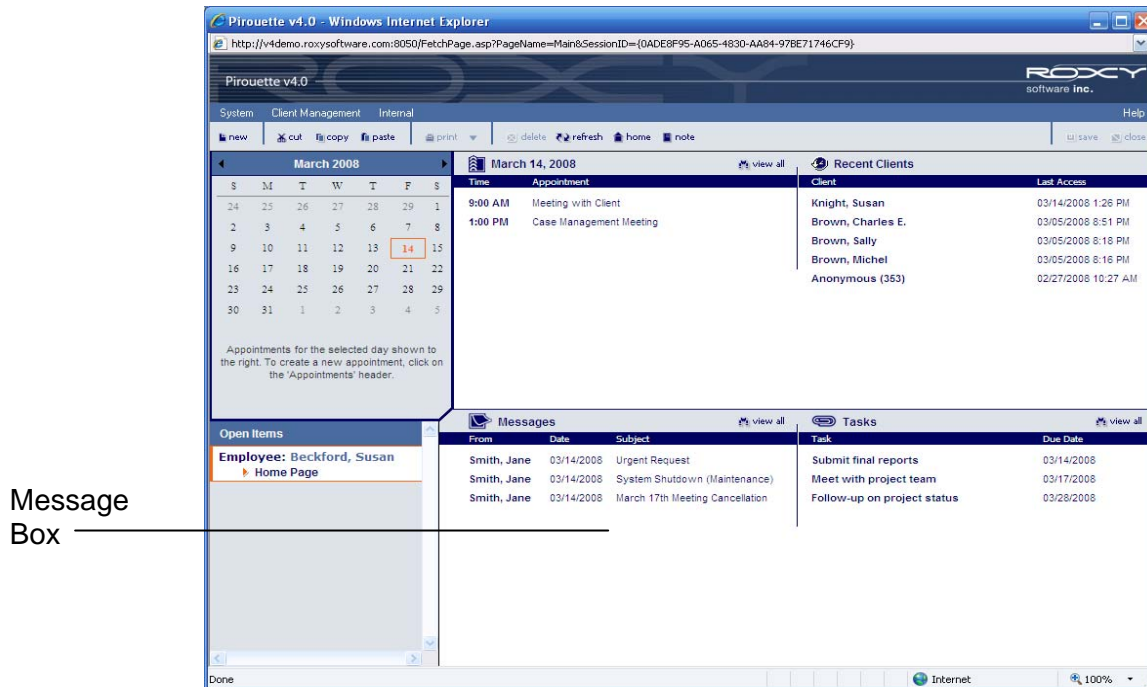 Pirouette v4.0 - Windows Internet Explorer
http://v4demo.roxysoftware.com:8050/FetchPage.asp?PageName=Main&SessionID={0ADE8F95-A065-4830-AA84-97BE71746CF9}
Pirouette v4.0
ROXCY
ROXCY
software inc.
System Client Management Internal Help
new cut copy paste print delete refresh home note save close
March 2008
S M T W T F S
24 25 26 27 28 29 1
2 3 4 5 6 7 8
9 10 11 12 13 14 15
16 17 18 19 20 21 22
23 24 25 26 27 28 29
30 31 1 2 3 4 5
Appointments for the selected day shown to
the right. To create a new appointment, click on
the 'Appointments' header.
March 14, 2008 view all
Time Appointment
9:00 AM Meeting with Client
1:00 PM Case Management Meeting
Recent Clients
Client Last Access
Knight, Susan 03/14/2008 1:26 PM
Brown, Charles E. 03/05/2008 8:51 PM
Brown, Sally 03/05/2008 8:18 PM
Brown, Michel 03/05/2008 8:16 PM
Anonymous (353) 02/27/2008 10:27 AM
Open Items
Employee: Beckford, Susan
Home Page
Messages view all
From Date Subject
Smith, Jane 03/14/2008 Urgent Request
Smith, Jane 03/14/2008 System Shutdown (Maintenance)
Smith, Jane 03/14/2008 March 17th Meeting Cancellation
Tasks view all
Task Due Date
Submit final reports 03/14/2008
Meet with project team 03/17/2008
Follow-up on project status 03/28/2008
Message
Box
Done Internet 100%